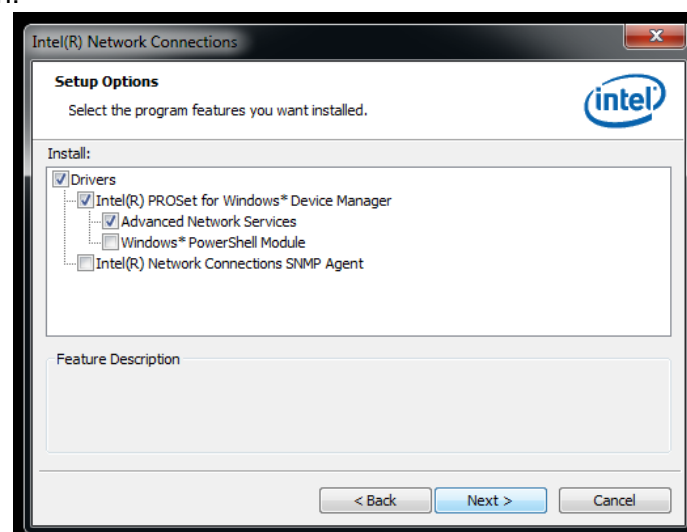 Intel(R) Network Connections
Setup Options
Select the program features you want installed.
intel
Install:
Drivers
Intel(R) PROSet for Windows* Device Manager
Advanced Network Services
Windows* PowerShell Module
Intel(R) Network Connections SNMP Agent
Feature Description
< Back Next > Cancel